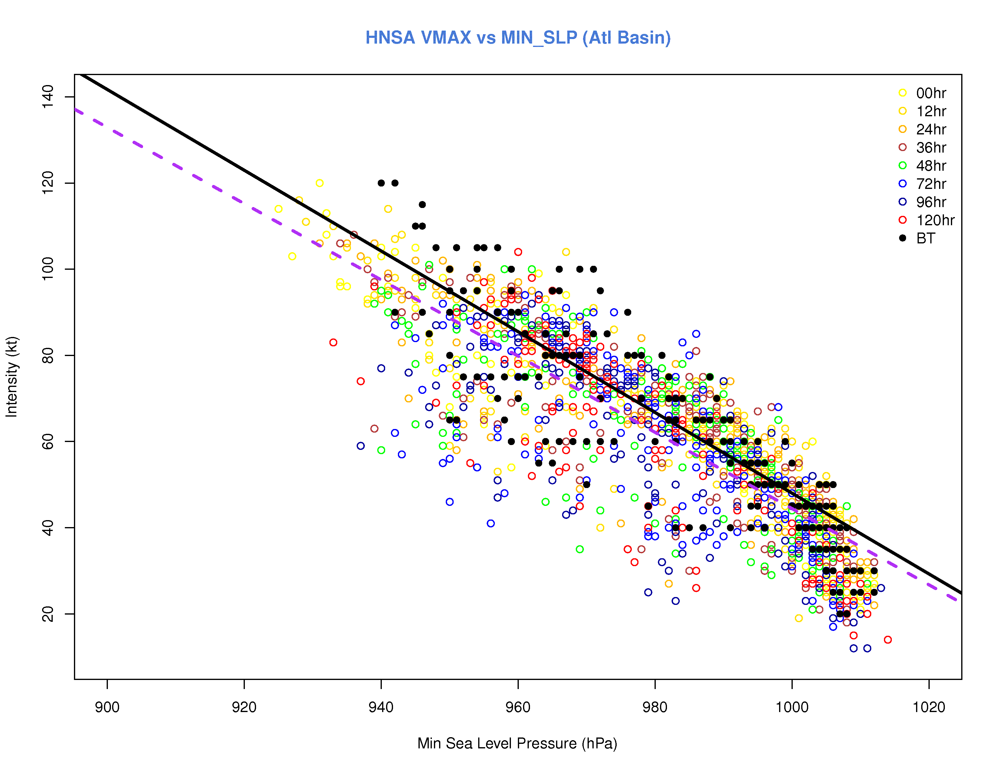 HNSA VMAX vs MIN_SLP (Atl Basin)
140
120
100
80
60
40
20
Intensity (kt)
00hr
12hr
24hr
36hr
48hr
72hr
96hr
120hr
BT
900 920 940 960 980 1000 1020
Min Sea Level Pressure (hPa)